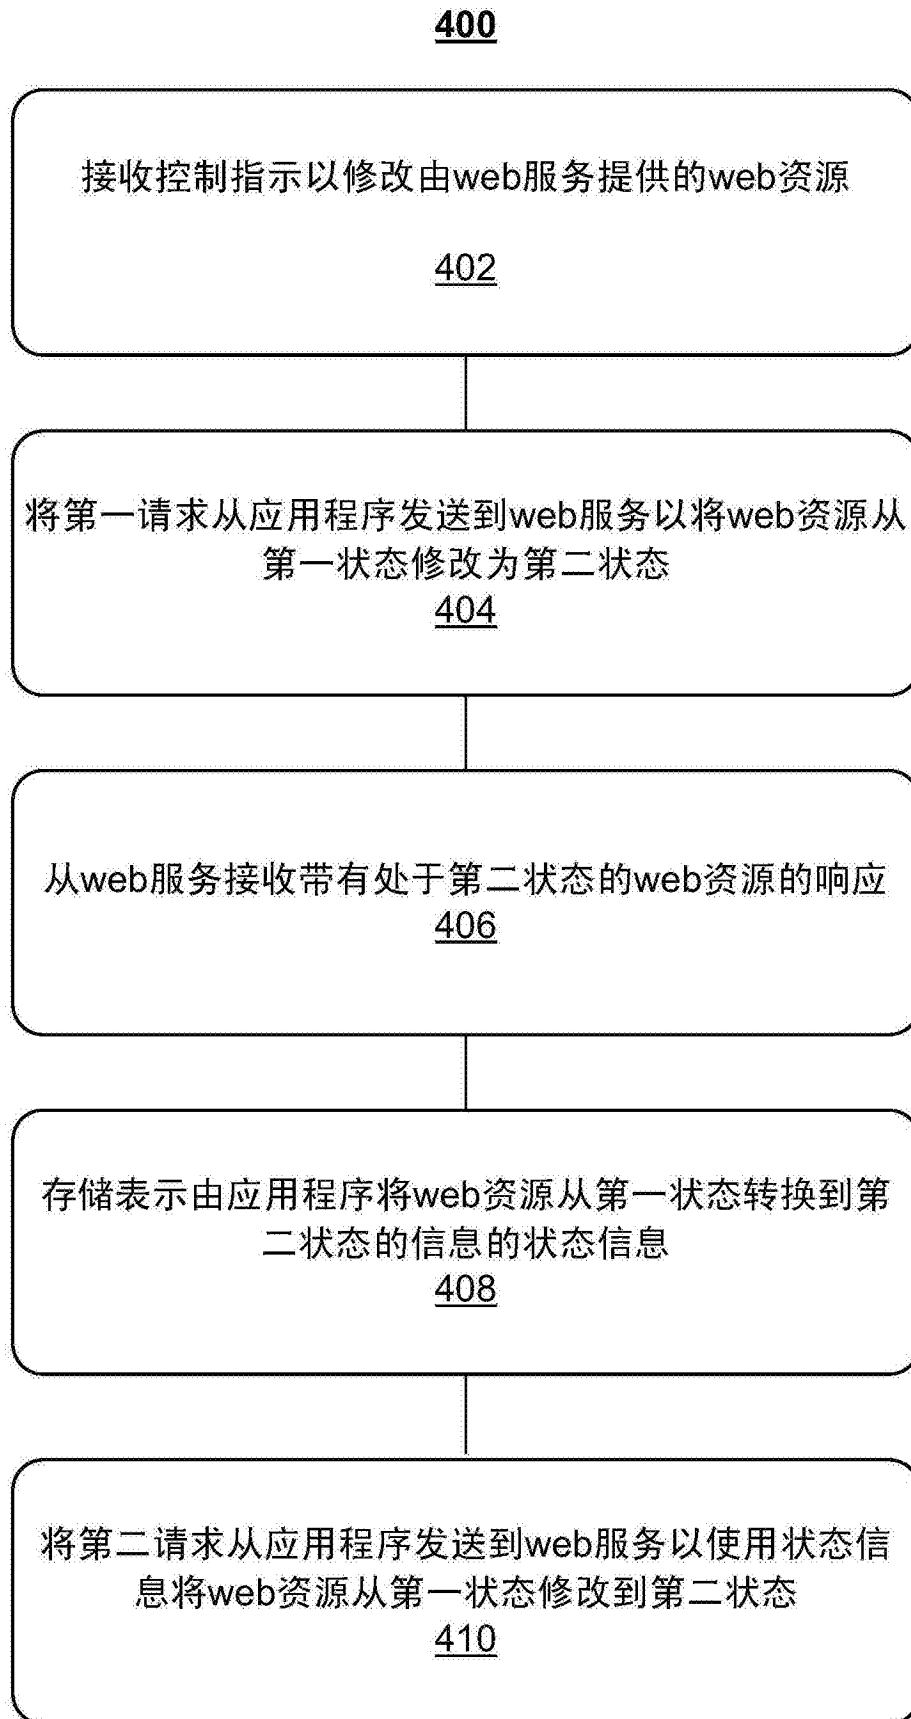 400
接收控制指示以修改由web服务提供的web资源
402
将第一请求从应用程序发送到web服务以将web资源从
第一状态修改为第二状态
404
从web服务接收带有处于第二状态的web资源的响应
406
存储表示由应用程序将web资源从第一状态转换到第
二状态的信息的状态信息
408
将第二请求从应用程序发送到web服务以使用状态信
息将web资源从第一状态修改到第二状态
410